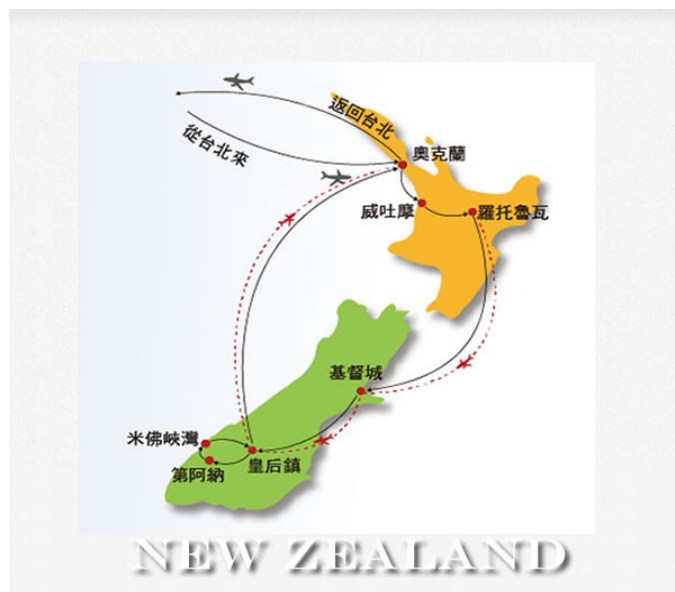 返回台北
從台北來
奧克蘭
威吐摩
羅托魯瓦
基督城
米佛峽灣
第阿納
皇后鎮
NEW ZEALAND